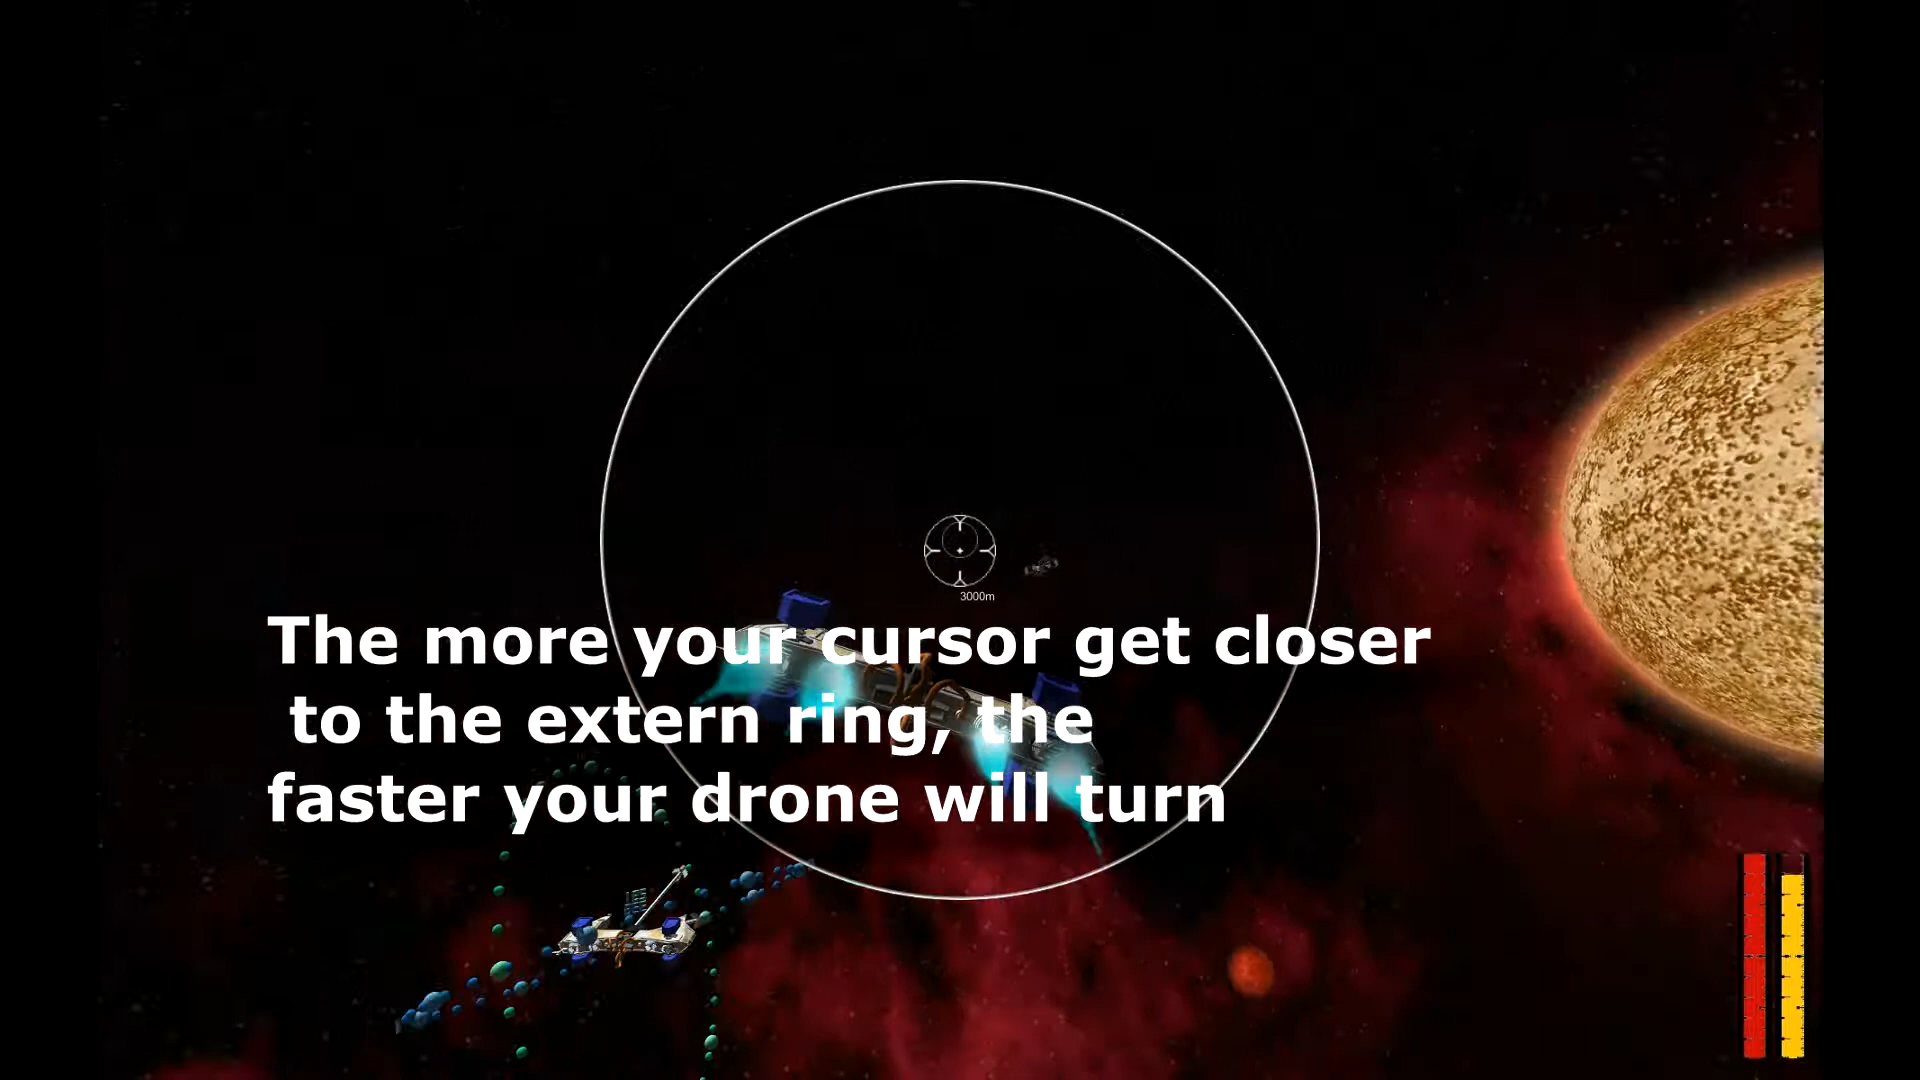 3000m
The more your cursor get closer
to the extern ring, the
faster your drone will turn